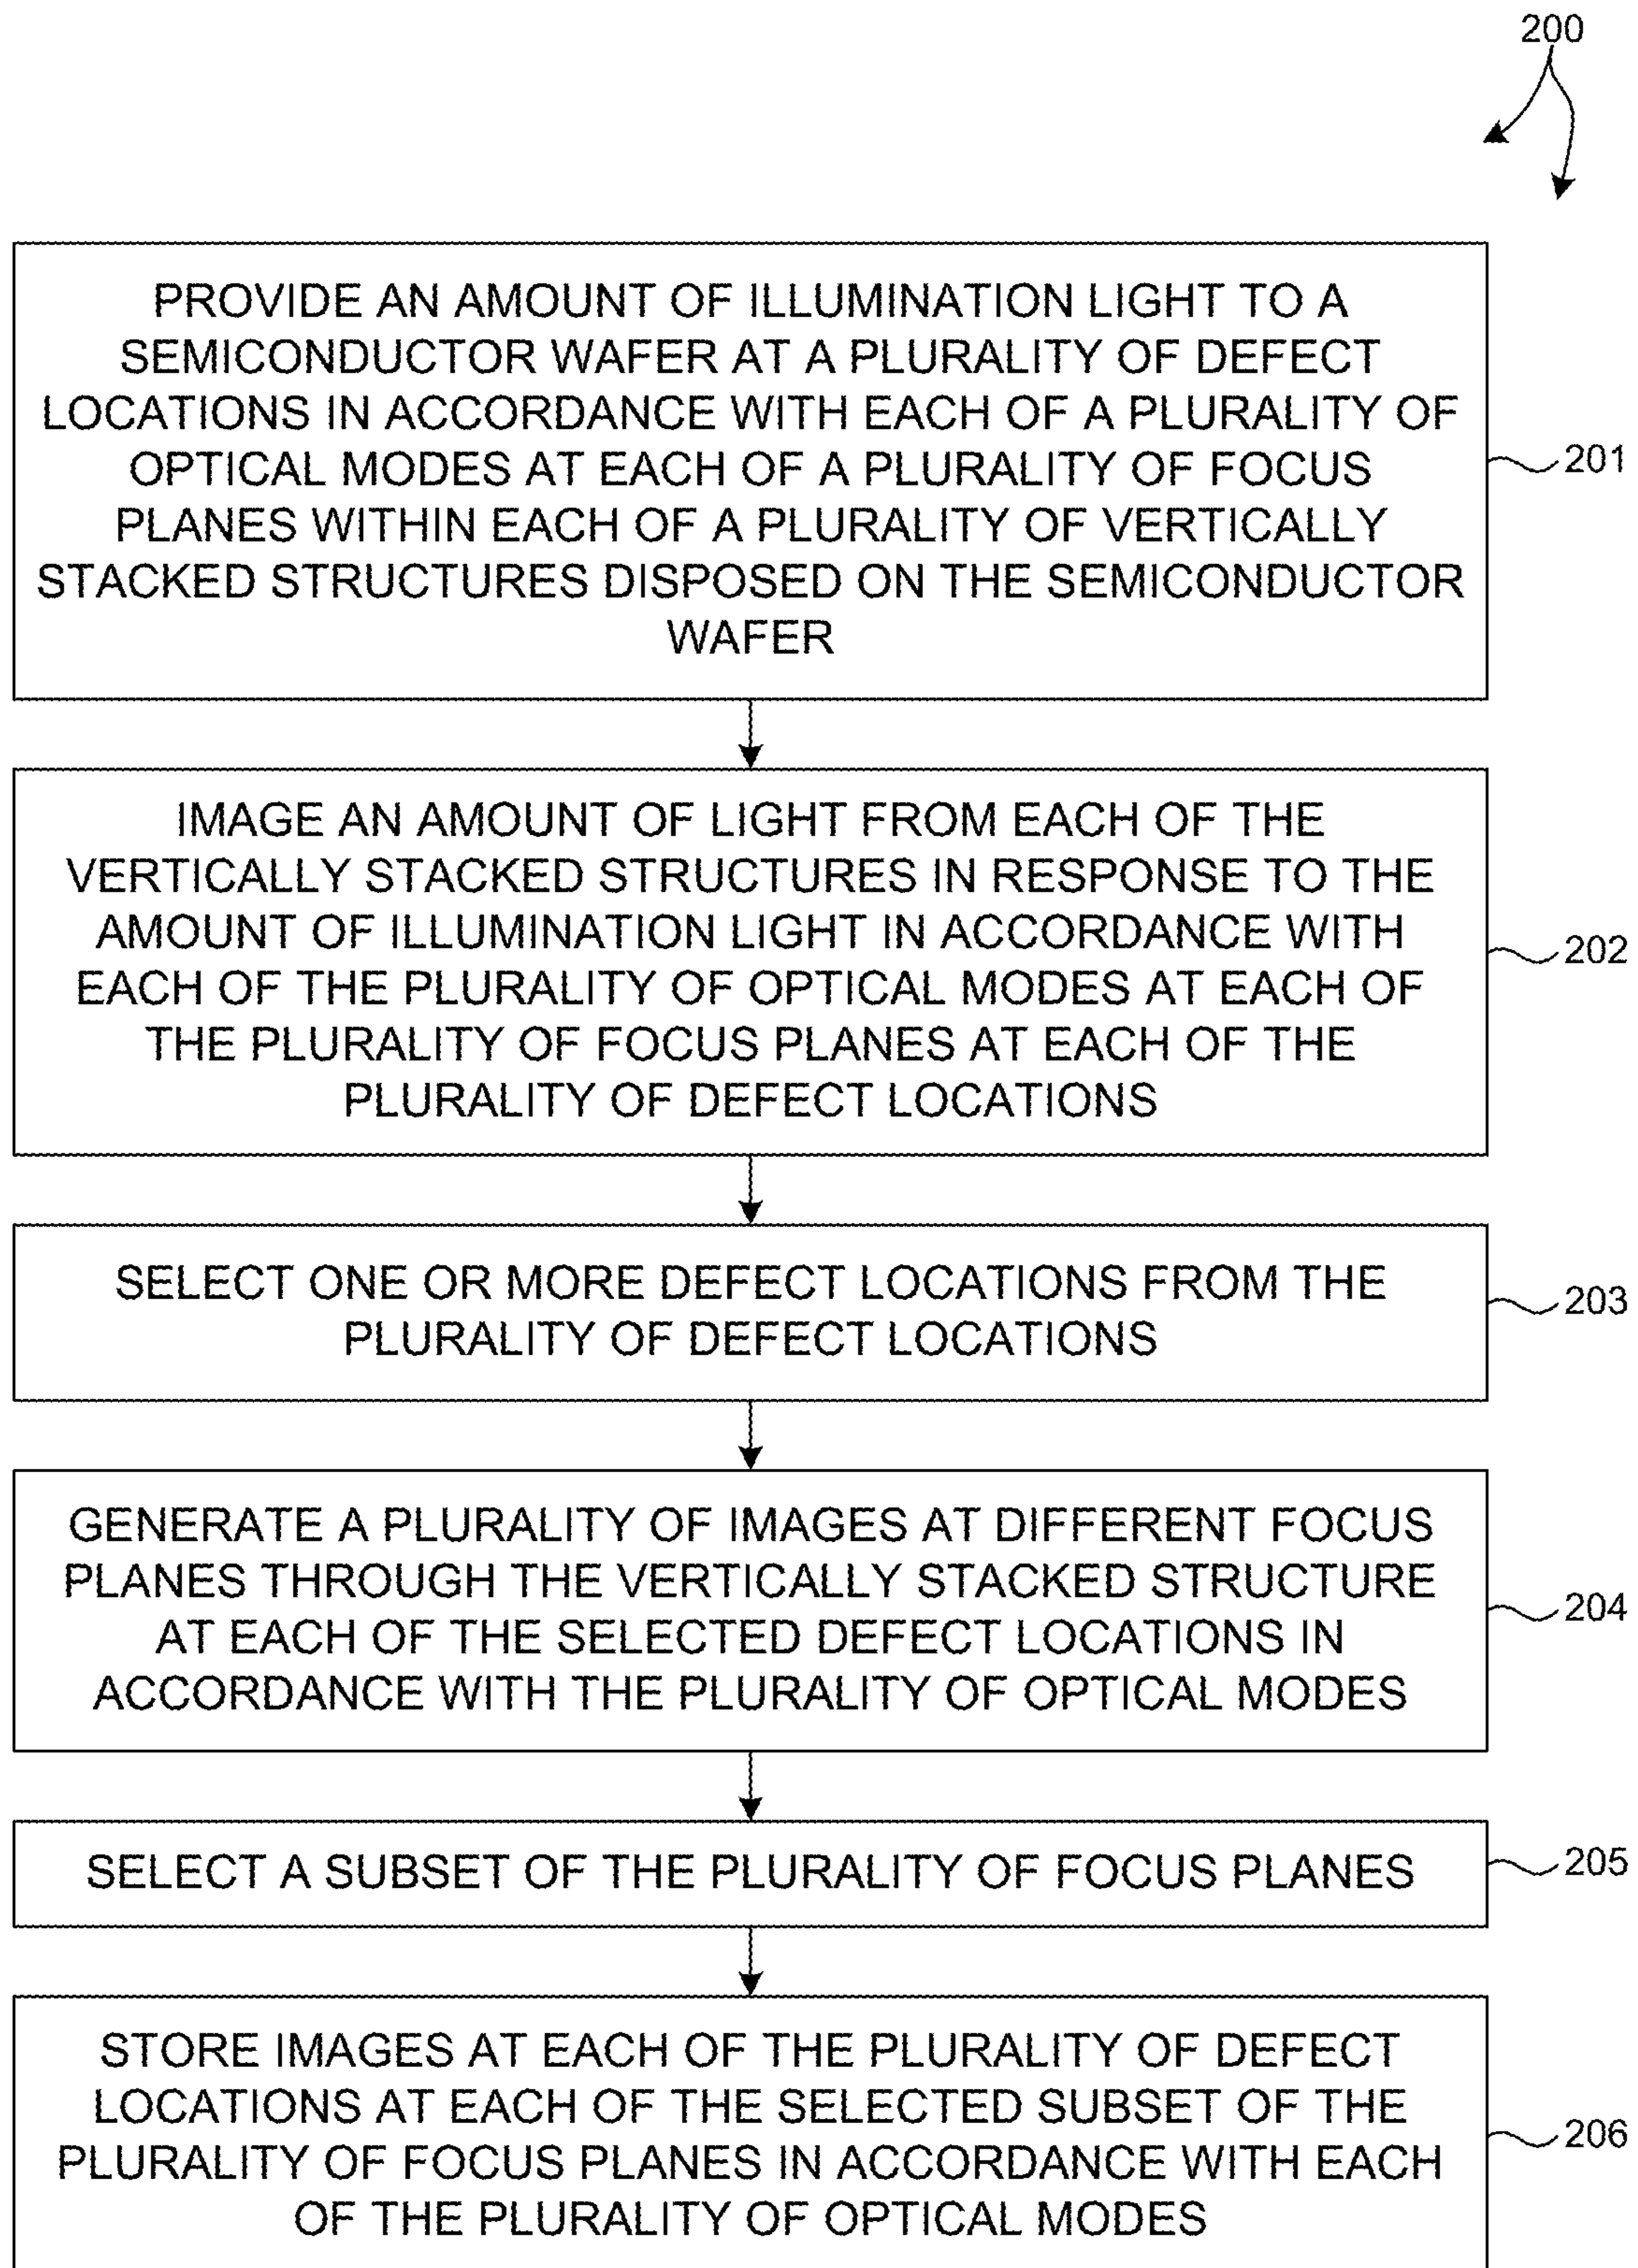 200
PROVIDE AN AMOUNT OF ILLUMINATION LIGHT TO A
SEMICONDUCTOR WAFER AT A PLURALITY OF DEFECT
LOCATIONS IN ACCORDANCE WITH EACH OF A PLURALITY OF
OPTICAL MODES AT EACH OF A PLURALITY OF FOCUS
PLANES WITHIN EACH OF A PLURALITY OF VERTICALLY
STACKED STRUCTURES DISPOSED ON THE SEMICONDUCTOR
WAFER
201
IMAGE AN AMOUNT OF LIGHT FROM EACH OF THE
VERTICALLY STACKED STRUCTURES IN RESPONSE TO THE
AMOUNT OF ILLUMINATION LIGHT IN ACCORDANCE WITH
EACH OF THE PLURALITY OF OPTICAL MODES AT EACH OF
THE PLURALITY OF FOCUS PLANES AT EACH OF THE
PLURALITY OF DEFECT LOCATIONS
202
SELECT ONE OR MORE DEFECT LOCATIONS FROM THE
PLURALITY OF DEFECT LOCATIONS
203
GENERATE A PLURALITY OF IMAGES AT DIFFERENT FOCUS
PLANES THROUGH THE VERTICALLY STACKED STRUCTURE
AT EACH OF THE SELECTED DEFECT LOCATIONS IN
ACCORDANCE WITH THE PLURALITY OF OPTICAL MODES
204
SELECT A SUBSET OF THE PLURALITY OF FOCUS PLANES
205
STORE IMAGES AT EACH OF THE PLURALITY OF DEFECT
LOCATIONS AT EACH OF THE SELECTED SUBSET OF THE
PLURALITY OF FOCUS PLANES IN ACCORDANCE WITH EACH
OF THE PLURALITY OF OPTICAL MODES
206